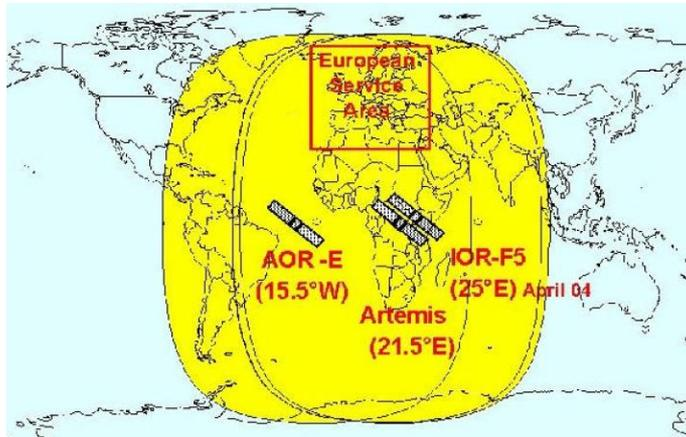 European
Service
Area
AOR -E
(15.5°W)
IOR-F5
(25°E) April 04
Artemis
(21.5°E)